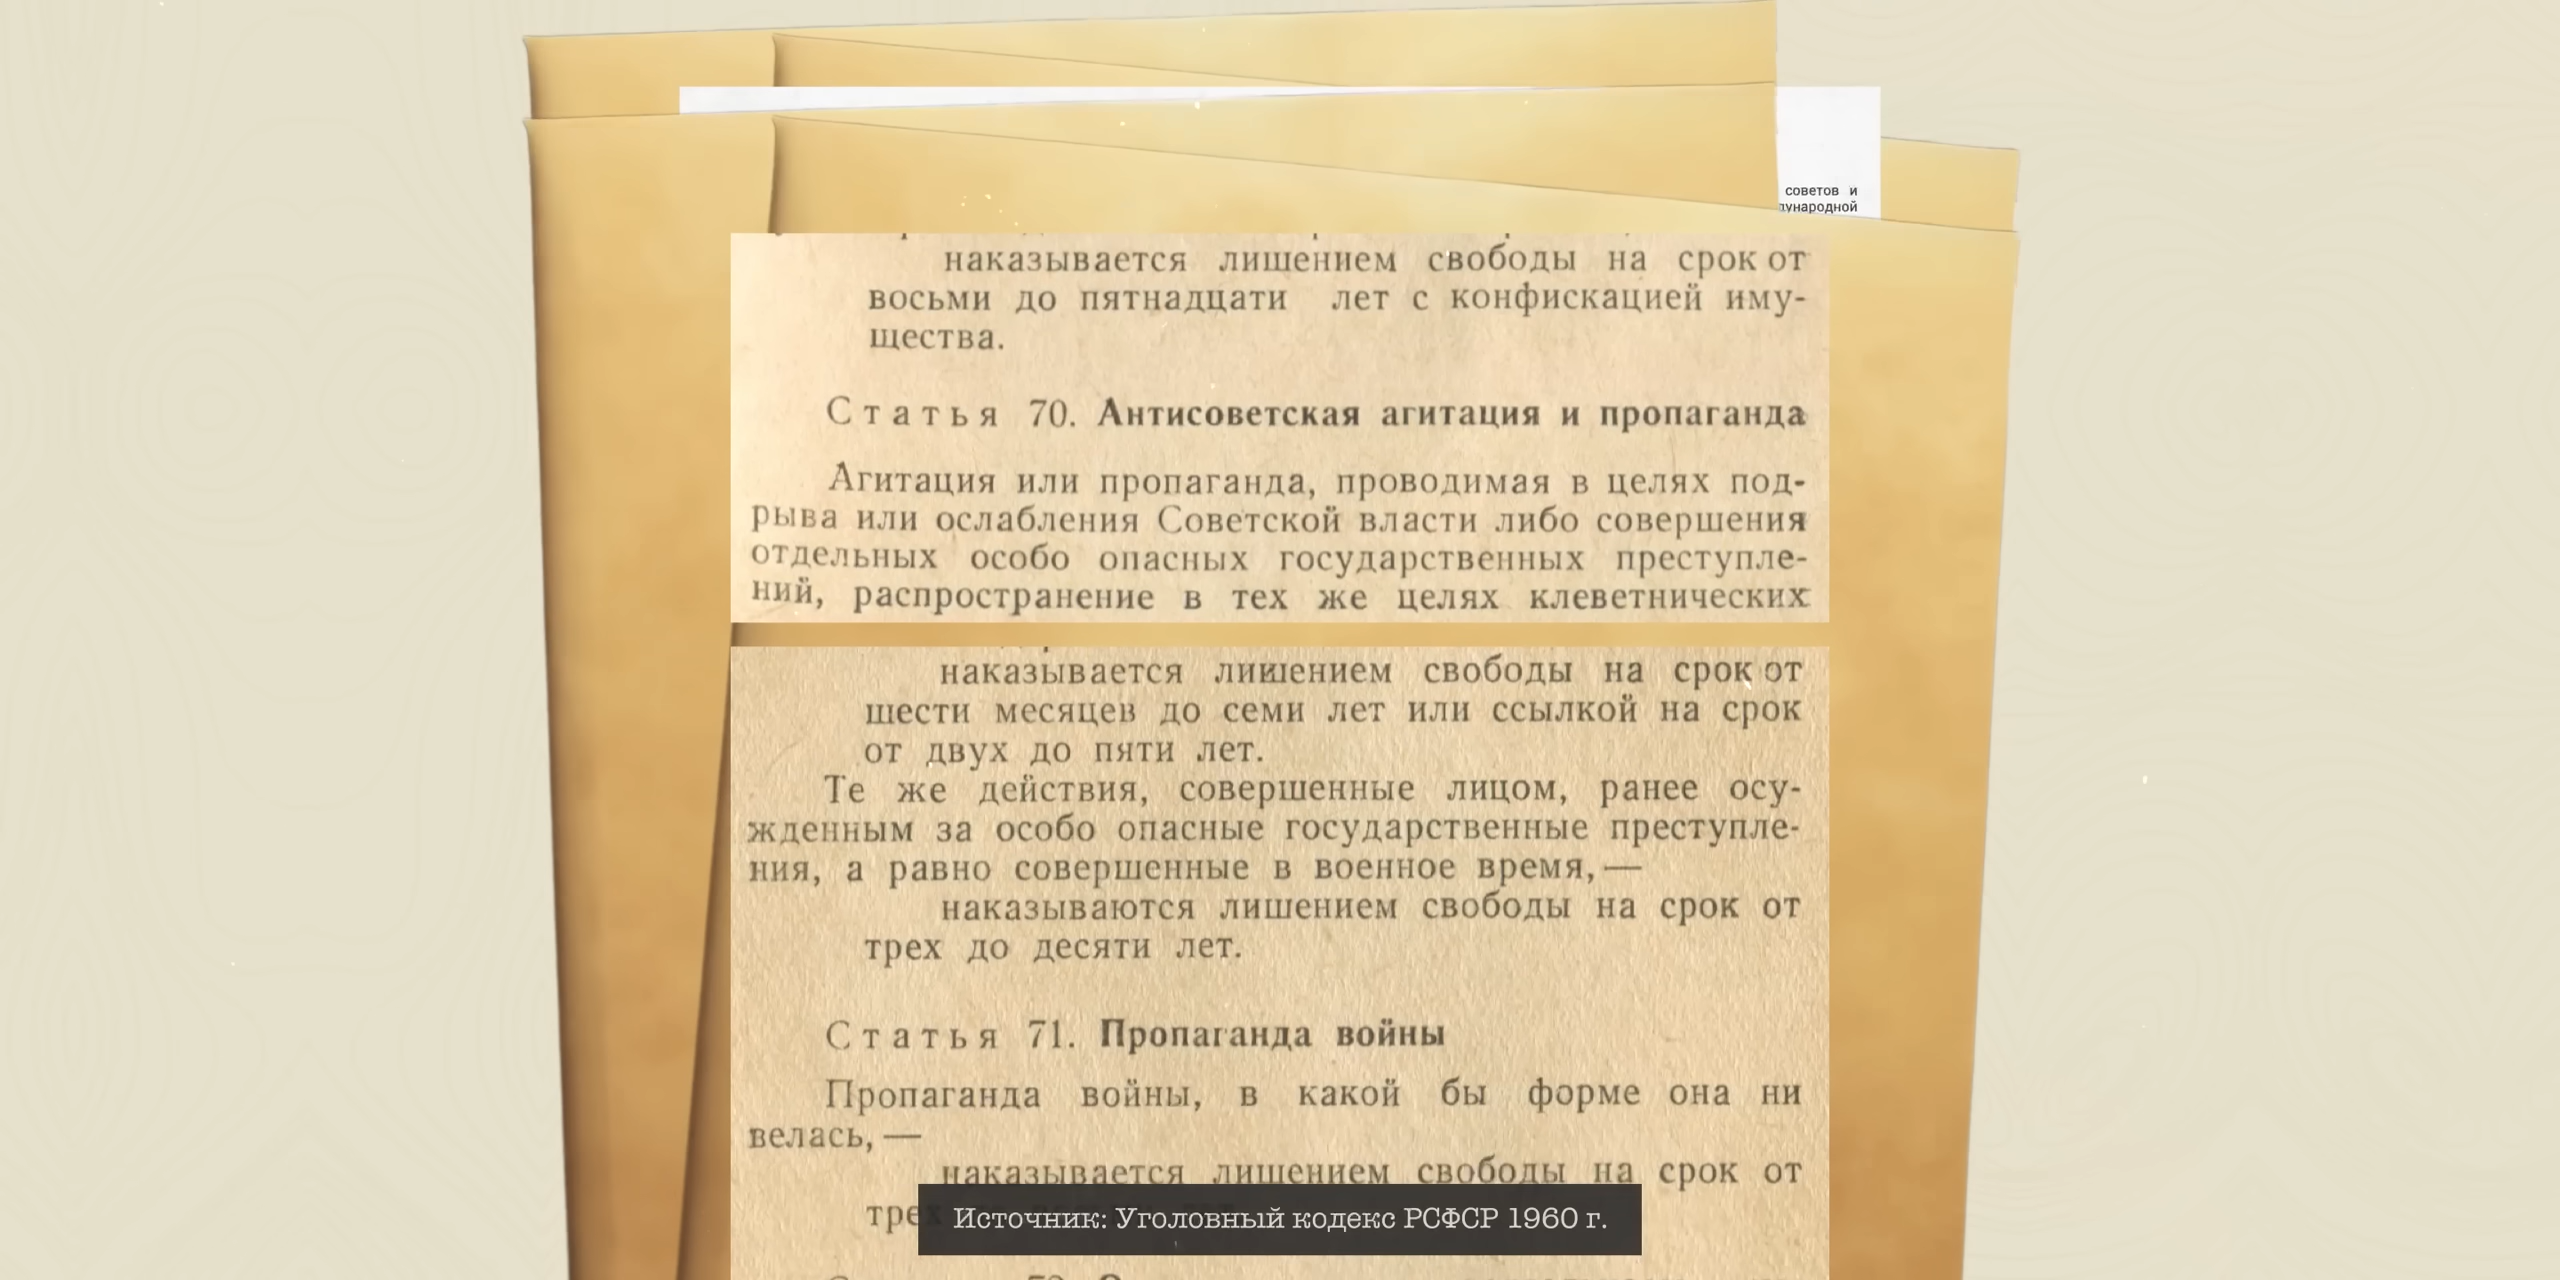 советов и
дународной
наказывается лишением свободы на срок от
восьми до пятнадцати лет с конфискацией иму-
щества.
Статья 70. Антисоветская агитация и пропаганда
Агитация или пропаганда, проводимая в целях под-
рыва или ослабления Советской власти либо совершения
отдельных особо опасных государственных преступле-
ний, распространение в тех же целях клеветнических
наказывается лишением свободы на срок от
шести месяцев до семи лет или ссылкой на срок
от двух до пяти лет.
Те же действия, совершенные лицом, ранее осу-
жденным за особо опасные государственные преступле-
ния, а равно совершенные в военное время, —
наказываются лишением свободы на срок от
трех до десяти лет.
Статья 71. Пропаганда войны
Пропаганда войны, в какой бы форме она ни
велась, —
наказывается лишением свободы на срок от
Источник: Уголовный кодекс РСФСР 1960 г.